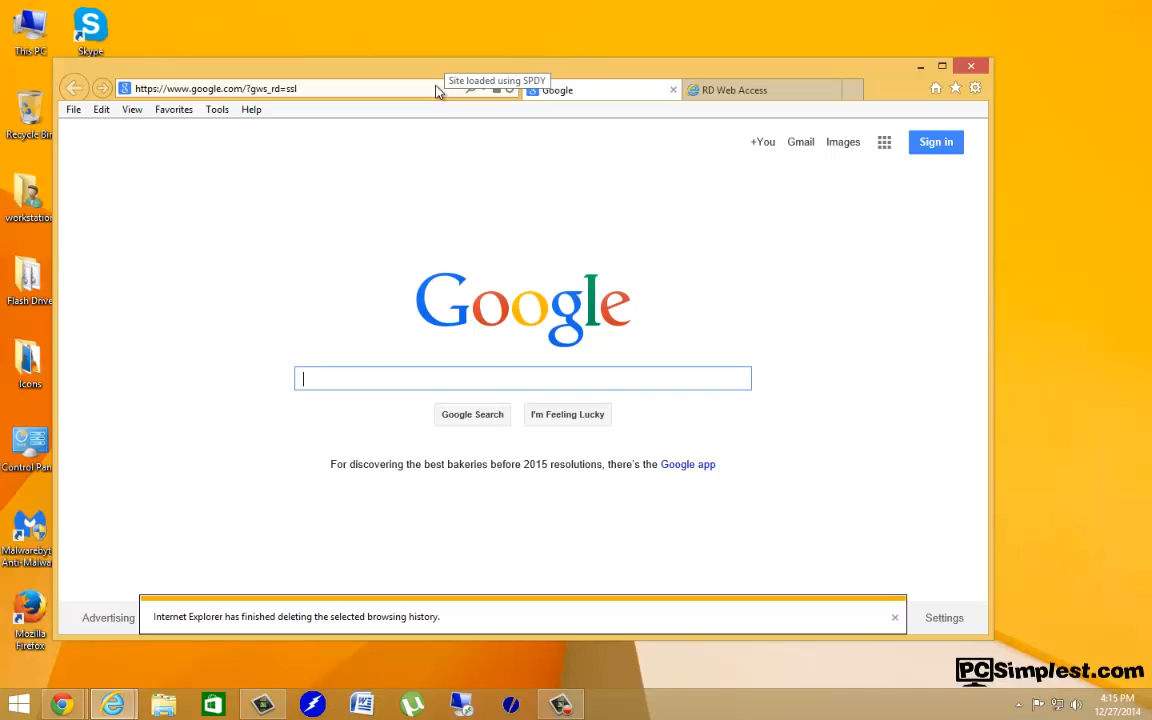 This PC
Skype
Site loaded using SPDY
https://www.google.com/?gws_rd=ssl
Google
RD Web Access
File Edit View Favorites Tools Help
+You Gmail Images Sign in
Recycle Bin
workstation
Flash Drive
Icons
Control Pan
Malwareby
Anti-Malwa
Mozilla
Firefox
Google
Google Search
I'm Feeling Lucky
For discovering the best bakeries before 2015 resolutions, there's the Google app
Advertising
Internet Explorer has finished deleting the selected browsing history.
Settings
PCSimplest.com
4:15 PM
12/27/2014